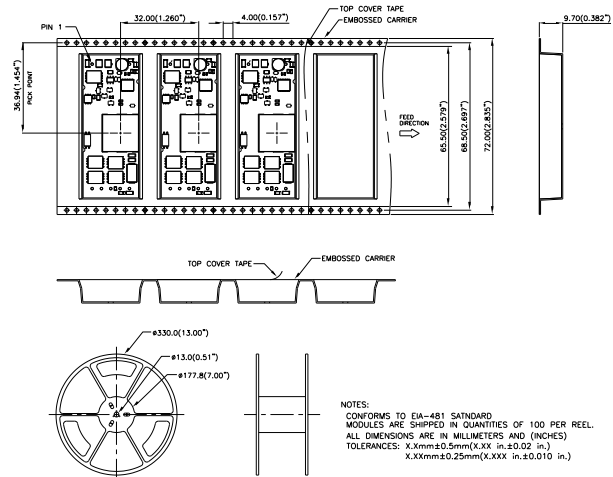 PIN 1
32.00(1.260")
4.00(0.157")
TOP COVER TAPE
EMBOSSED CARRIER
9.70(0.382")
36.94(1.454")
PICK POINT
FEED
DIRECTION
65.50(2.579")
68.50(2.697")
72.00(2.835")
TOP COVER TAPE
EMBOSSED CARRIER
ø330.0(13.00")
ø13.0(0.51")
ø177.8(7.00")
NOTES:
CONFORMS TO EIA-481 SATNDARD
MODULES ARE SHIPPED IN QUANTITIES OF 100 PER REEL.
ALL DIMENSIONS ARE IN MILLIMETERS AND (INCHES)
TOLERANCES: X.Xmm±0.5mm(X.XX in.±0.02 in.)
X.XXmm±0.25mm(X.XXX in.±0.010 in.)